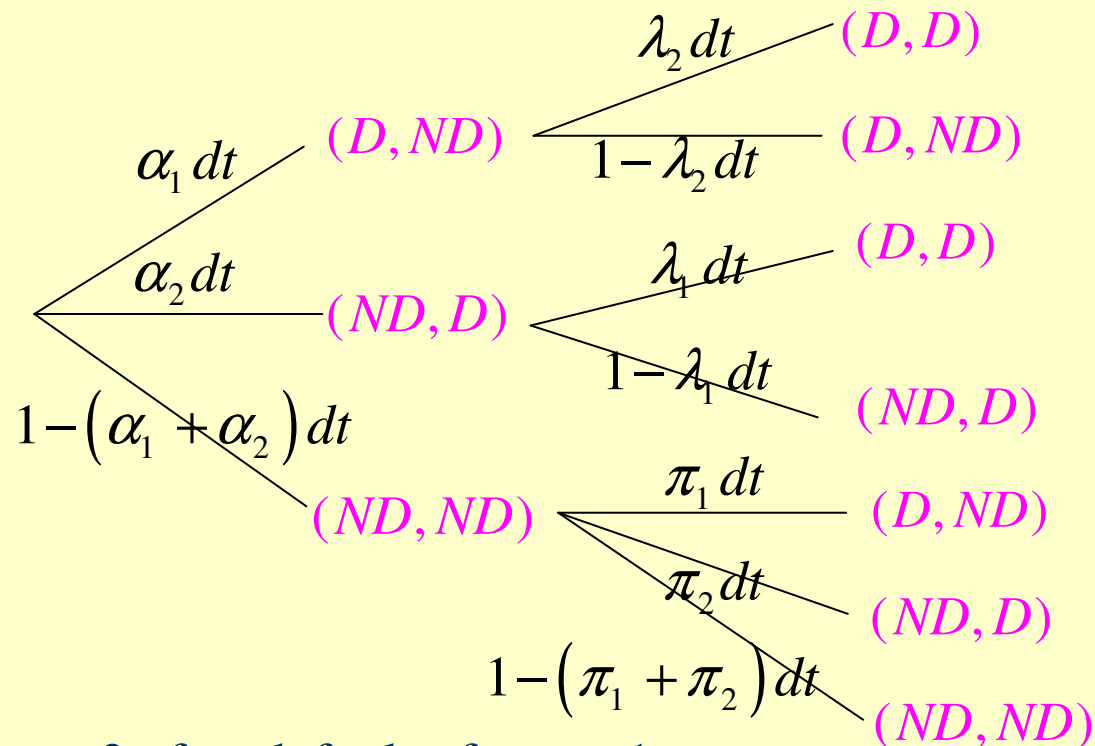 λ₂ dt
(D, D)
(D, ND)
(D, ND)
α₁ dt
1 − λ₂ dt
(D, D)
λ₁ dt
α₂ dt
(ND, D)
1 − λ₁ dt
(ND, D)
1 − (α₁ + α₂) dt
π₁ dt
(ND, ND)
(D, ND)
π₂ dt
(ND, D)
1 − (π₁ + π₂) dt
(ND, ND)